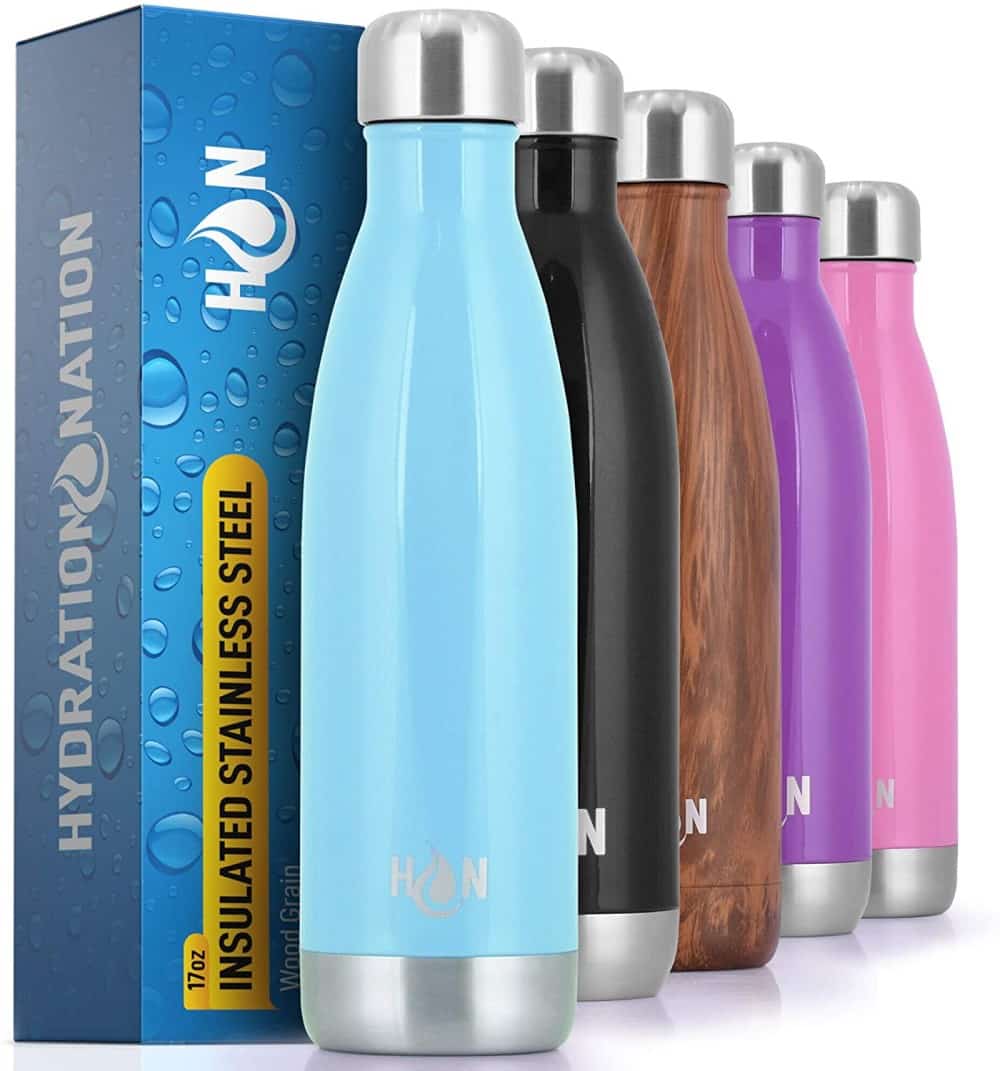 HYDRATION NATION
HN
17oz
INSULATED STAINLESS STEEL
Wood Grain
HN
N
N
N
N